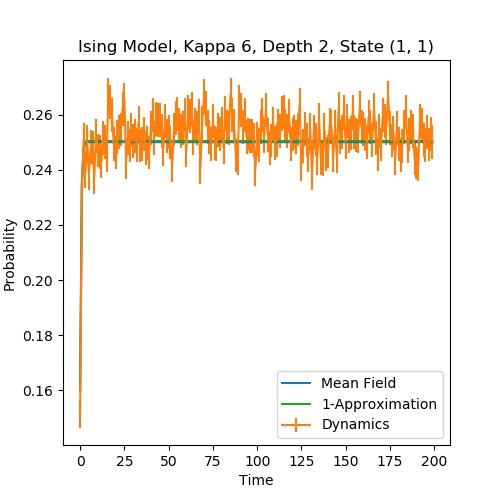 Ising Model, Kappa 6, Depth 2, State (1, 1)
Probability
0.26
0.24
0.22
0.20
0.18
0.16
Mean Field
1-Approximation
Dynamics
0 25 50 75 100 125 150 175 200
Time